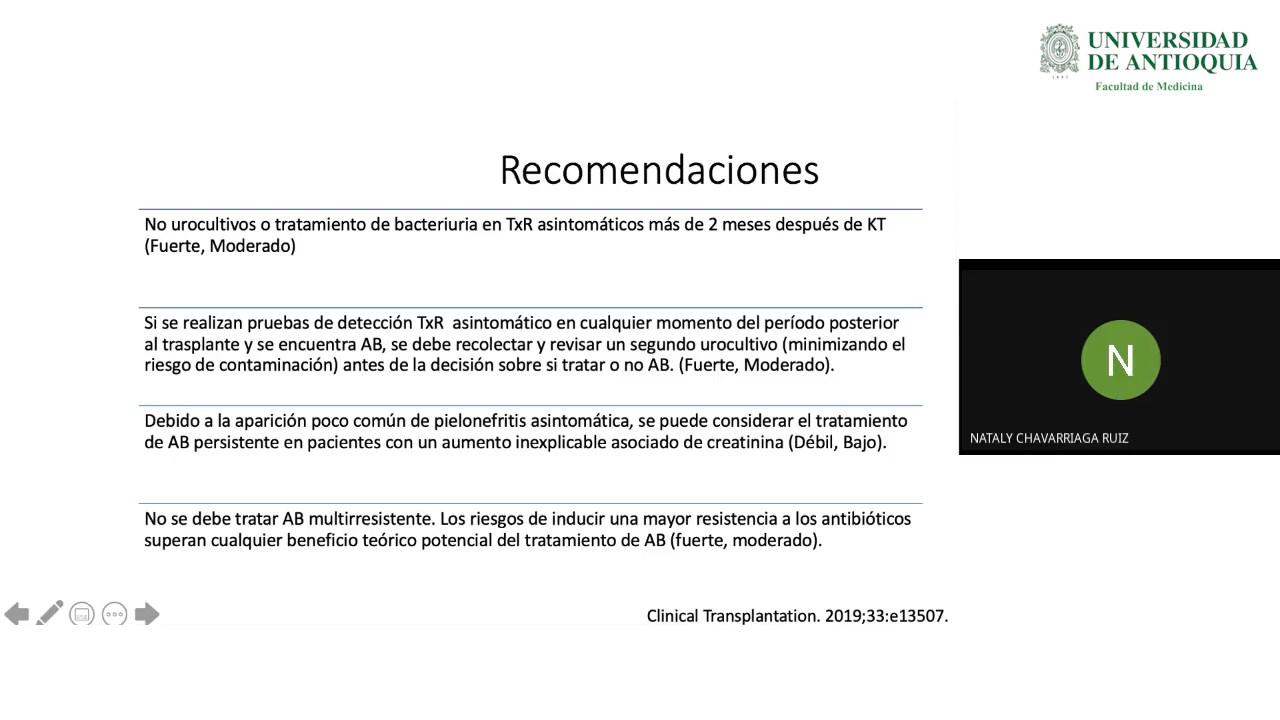 UNIVERSIDAD
DE ANTIOQUIA
Facultad de Medicina
Recomendaciones
No urocultivos o tratamiento de bacteriuria en TxR asintomáticos más de 2 meses después de KT
(Fuerte, Moderado)
Si se realizan pruebas de detección TxR asintomático en cualquier momento del período posterior
al trasplante y se encuentra AB, se debe recolectar y revisar un segundo urocultivo (minimizando el
riesgo de contaminación) antes de la decisión sobre si tratar o no AB. (Fuerte, Moderado).
Debido a la aparición poco común de pielonefritis asintomática, se puede considerar el tratamiento
de AB persistente en pacientes con un aumento inexplicable asociado de creatinina (Débil, Bajo).
No se debe tratar AB multirresistente. Los riesgos de inducir una mayor resistencia a los antibióticos
superan cualquier beneficio teórico potencial del tratamiento de AB (fuerte, moderado).
Clinical Transplantation. 2019;33:e13507.
N
NATALY CHAVARRIAGA RUIZ